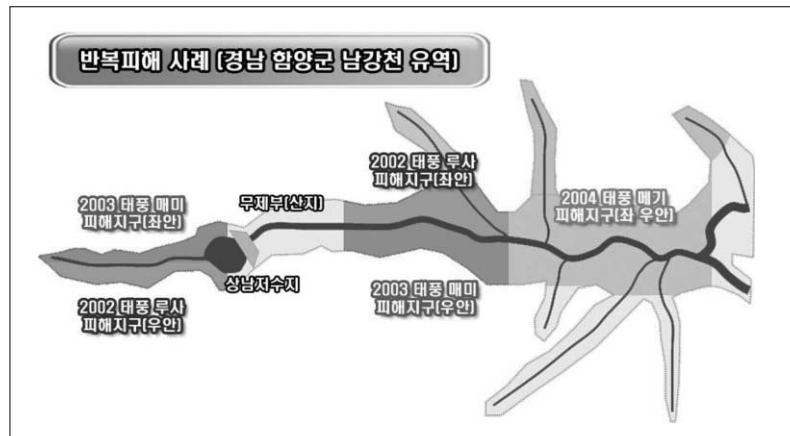 반복피해 사례 (경남 함양군 남강천 유역)
2002 태풍 루사
피해지구(좌안)
2003 태풍 매미
피해지구(좌안)
무제부(산지)
2004 태풍 메기
피해지구(좌 우안)
상남저수지
2002 태풍 루사
피해지구(우안)
2003 태풍 매미
피해지구(우안)